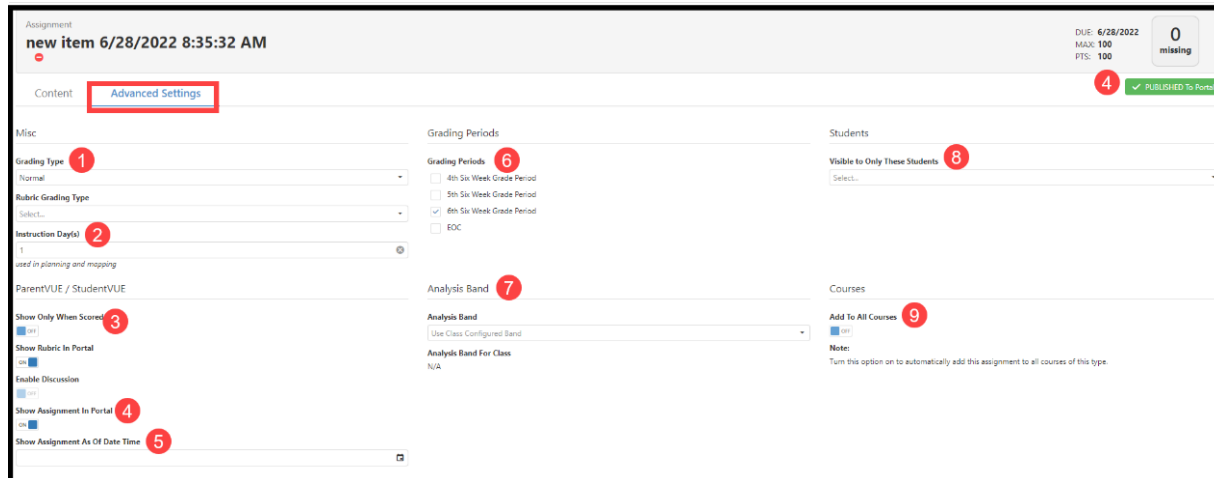 Assignment
new item 6/28/2022 8:35:32 AM
DUE: 6/28/2022
MAX: 100
PTS: 100
0
missing
Content
Advanced Settings
4
PUBLISHED To Portal
Misc
Grading Type 1
Normal
Rubric Grading Type
Select...
Instruction Day(s) 2
1
used in planning and mapping
Grading Periods
Grading Periods 6
4th Six Week Grade Period
5th Six Week Grade Period
6th Six Week Grade Period
EOC
Students
Visible to Only These Students 8
Select...
ParentVUE / StudentVUE
Show Only When Scored 3
OFF
Show Rubric In Portal
ON
Enable Discussion
OFF
Show Assignment In Portal 4
ON
Show Assignment As Of Date Time 5
Analysis Band 7
Analysis Band
Use Class Configured Band
Analysis Band For Class
N/A
Courses
Add To All Courses 9
OFF
Note:
Turn this option on to automatically add this assignment to all courses of this type.